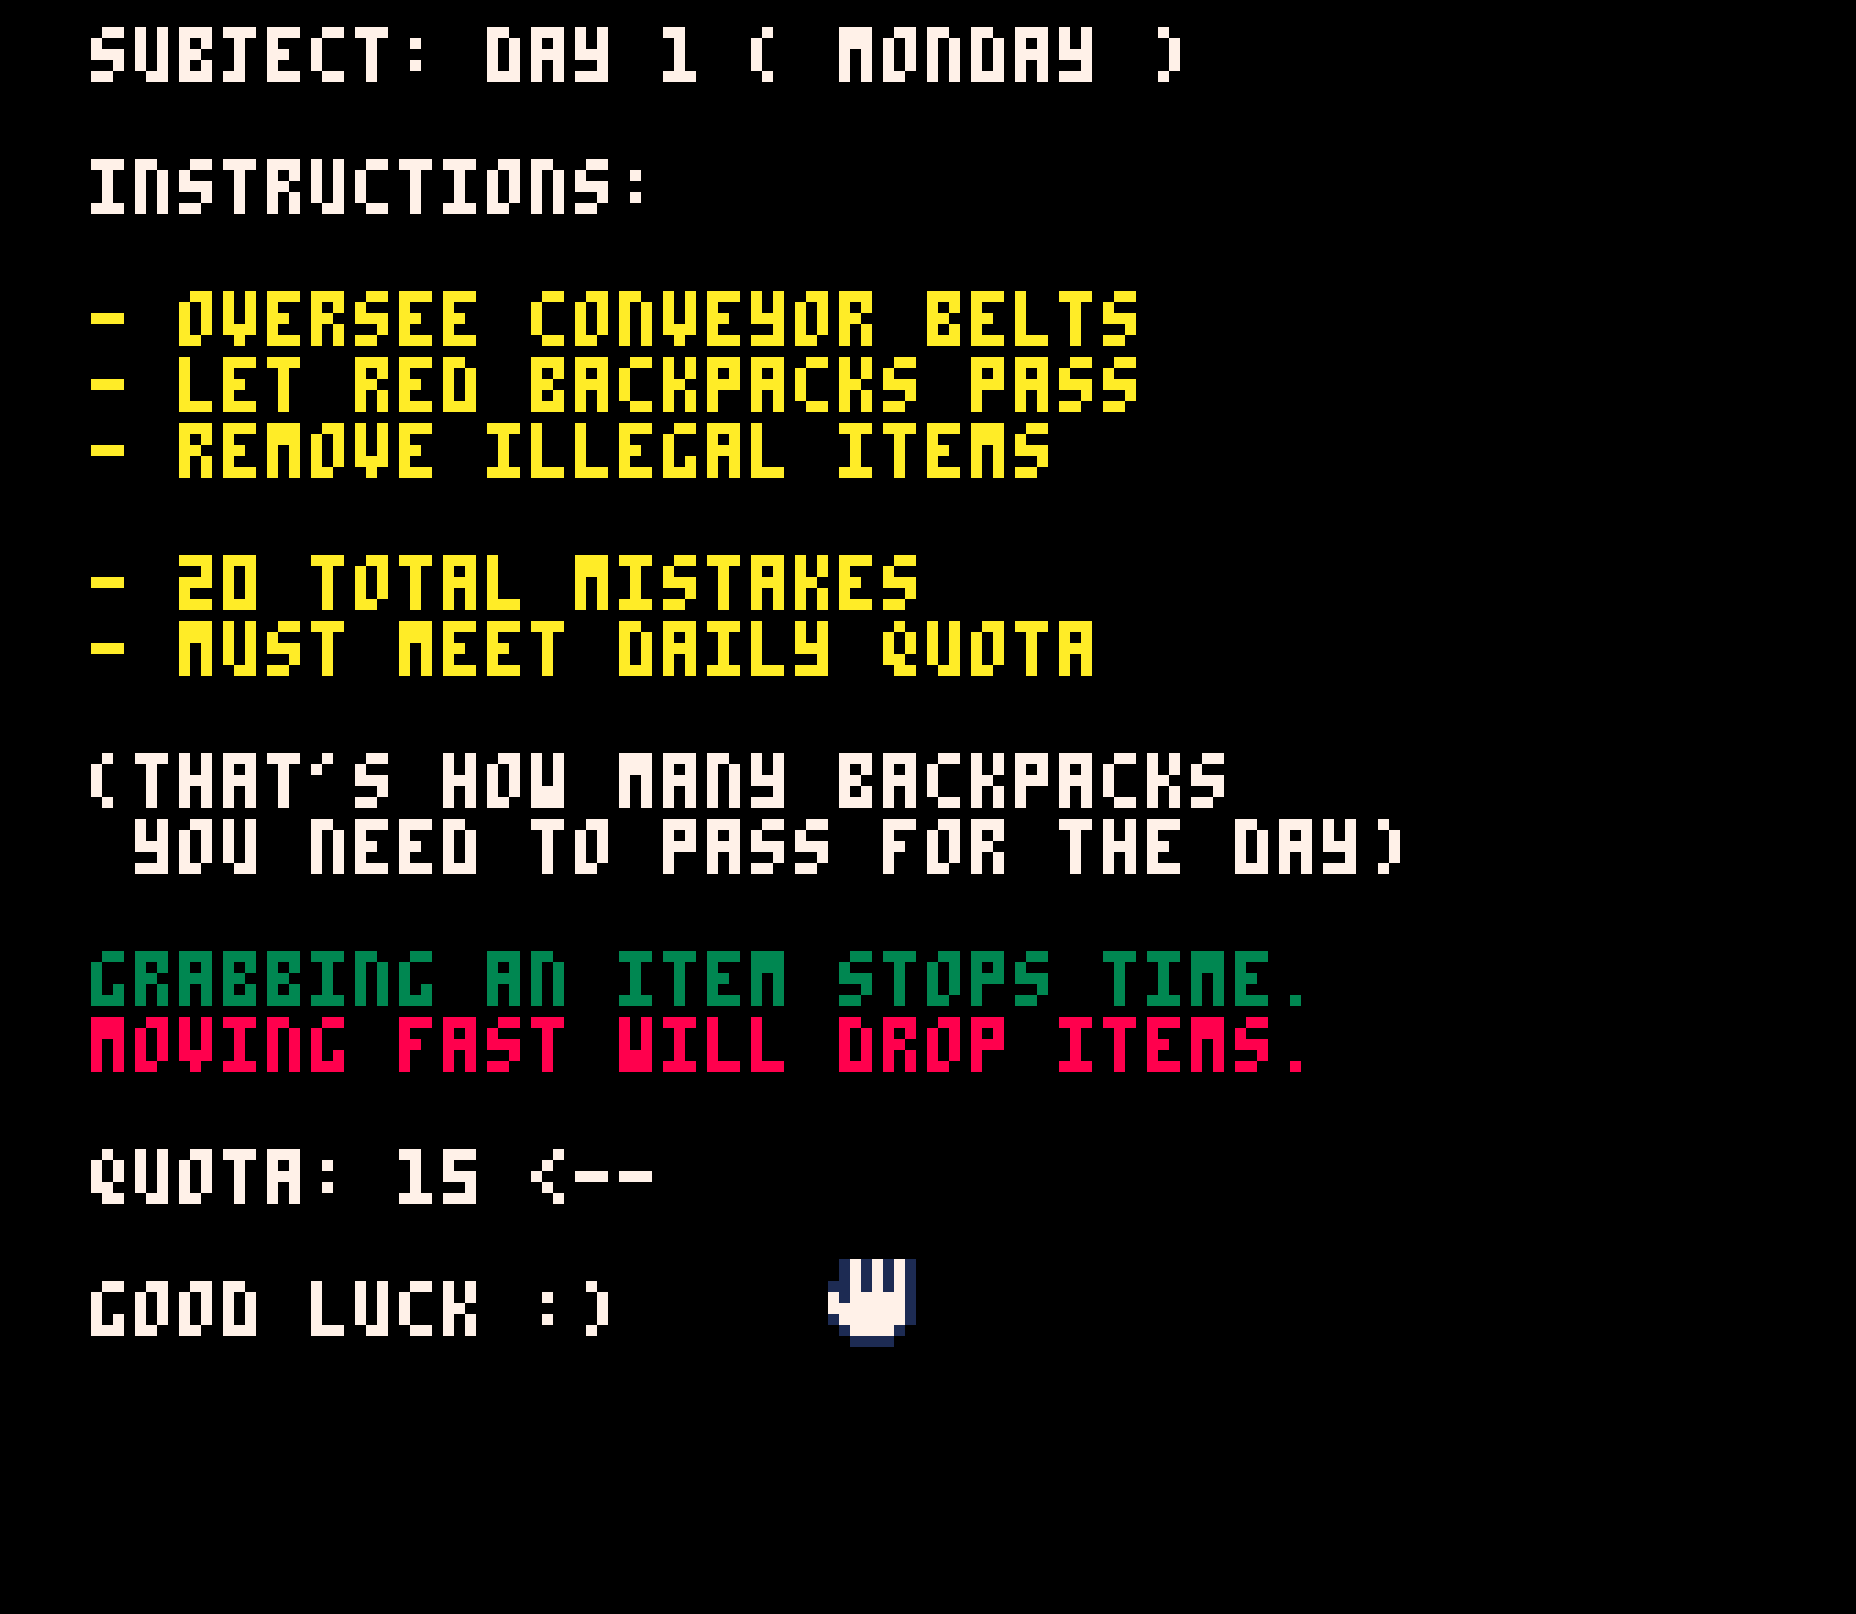 SUBJECT: DAY 1 ( MONDAY )
INSTRUCTIONS:
- OVERSEE CONVEYOR BELTS
- LET RED BACKPACKS PASS
- REMOVE ILLEGAL ITEMS
- 20 TOTAL MISTAKES
- MUST MEET DAILY QUOTA
(THAT'S HOW MANY BACKPACKS
YOU NEED TO PASS FOR THE DAY)
GRABBING AN ITEM STOPS TIME.
MOVING FAST WILL DROP ITEMS.
QUOTA: 15 <--
GOOD LUCK :)